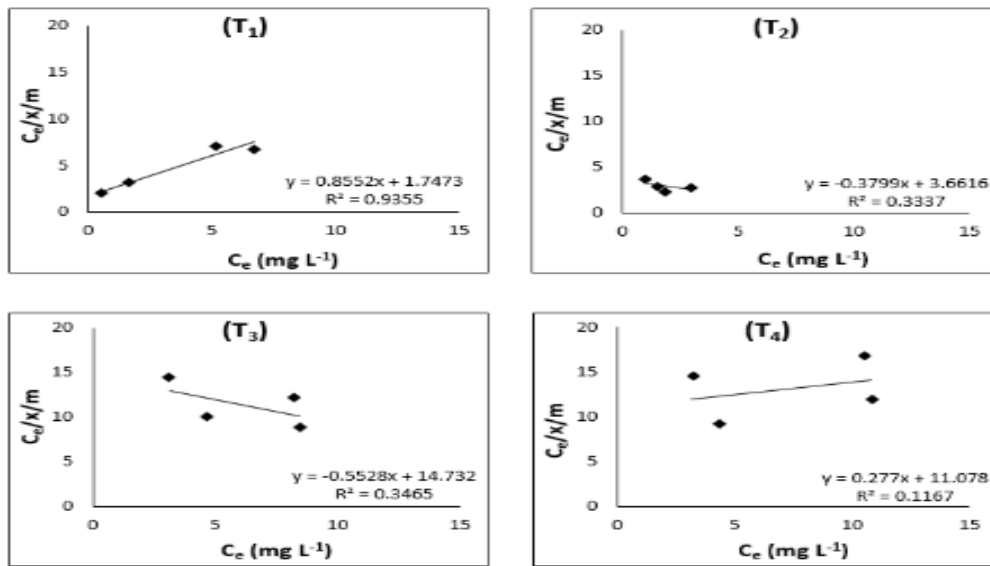 (T₁)
20
15
10
5
0
0 5 10 15
Cₑ/x/m
Cₑ (mg L⁻¹)
y = 0.8552x + 1.7473
R² = 0.9355
(T₂)
20
15
10
5
0
0 5 10 15
Cₑ/x/m
Cₑ (mg L⁻¹)
y = -0.3799x + 3.6616
R² = 0.3337
(T₃)
20
15
10
5
0
0 5 10 15
Cₑ/x/m
Cₑ (mg L⁻¹)
y = -0.5528x + 14.732
R² = 0.3465
(T₄)
20
15
10
5
0
0 5 10 15
Cₑ/x/m
Cₑ (mg L⁻¹)
y = 0.277x + 11.078
R² = 0.1167